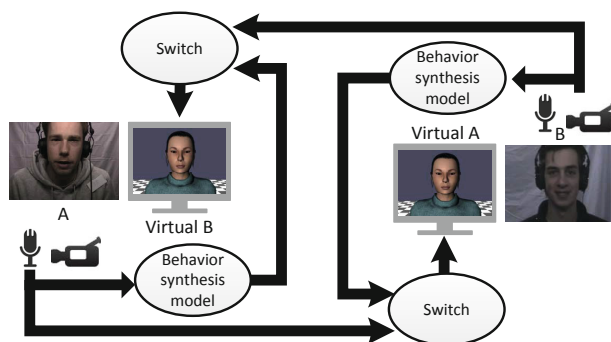 Switch
Behavior
synthesis
model
Virtual A
B
A
Virtual B
Behavior
synthesis
model
Switch